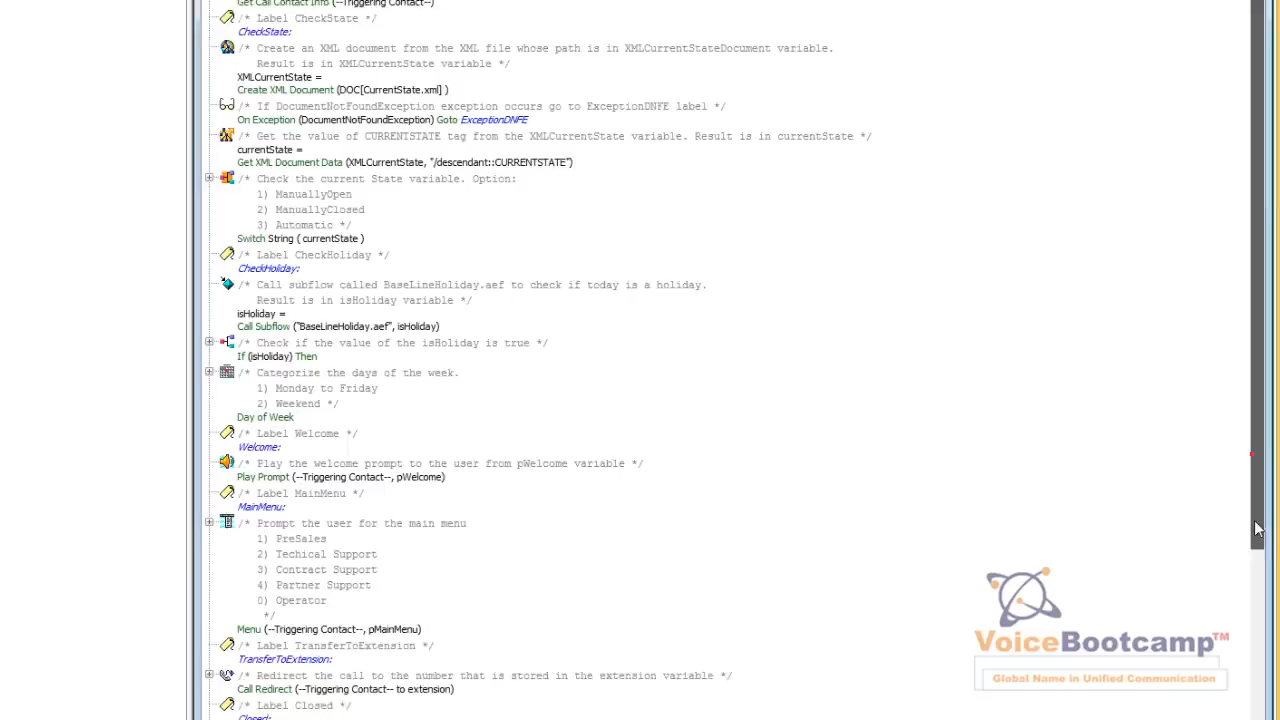 Get Call Contact Info (--Triggering Contact--)
/* Label CheckState */
CheckState:
/* Create an XML document from the XML file whose path is in XMLCurrentStateDocument variable.
Result is in XMLCurrentState variable */
XMLCurrentState =
Create XML Document (DOC[CurrentState.xml] )
/* If DocumentNotFoundException exception occurs go to ExceptionDNFE label */
On Exception (DocumentNotFoundException) Goto ExceptionDNFE
/* Get the value of CURRENTSTATE tag from the XMLCurrentState variable. Result is in currentState */
currentState =
Get XML Document Data (XMLCurrentState, "/descendant::CURRENTSTATE")
/* Check the current State variable. Option:
1) ManuallyOpen
2) ManuallyClosed
3) Automatic */
Switch String ( currentState )
/* Label CheckHoliday */
CheckHoliday:
/* Call subflow called BaseLineHoliday.aef to check if today is a holiday.
Result is in isHoliday variable */
isHoliday =
Call Subflow ("BaseLineHoliday.aef", isHoliday)
/* Check if the value of the isHoliday is true */
If (isHoliday) Then
/* Categorize the days of the week.
1) Monday to Friday
2) Weekend */
Day of Week
/* Label Welcome */
Welcome:
/* Play the welcome prompt to the user from pWelcome variable */
Play Prompt (--Triggering Contact--, pWelcome)
/* Label MainMenu */
MainMenu:
/* Prompt the user for the main menu
1) PreSales
2) Techical Support
3) Contract Support
4) Partner Support
0) Operator
*/
Menu (--Triggering Contact--, pMainMenu)
/* Label TransferToExtension */
TransferToExtension:
/* Redirect the call to the number that is stored in the extension variable */
Call Redirect (--Triggering Contact-- to extension)
/* Label Closed */
Closed:
VoiceBootcamp™
Global Name in Unified Communication